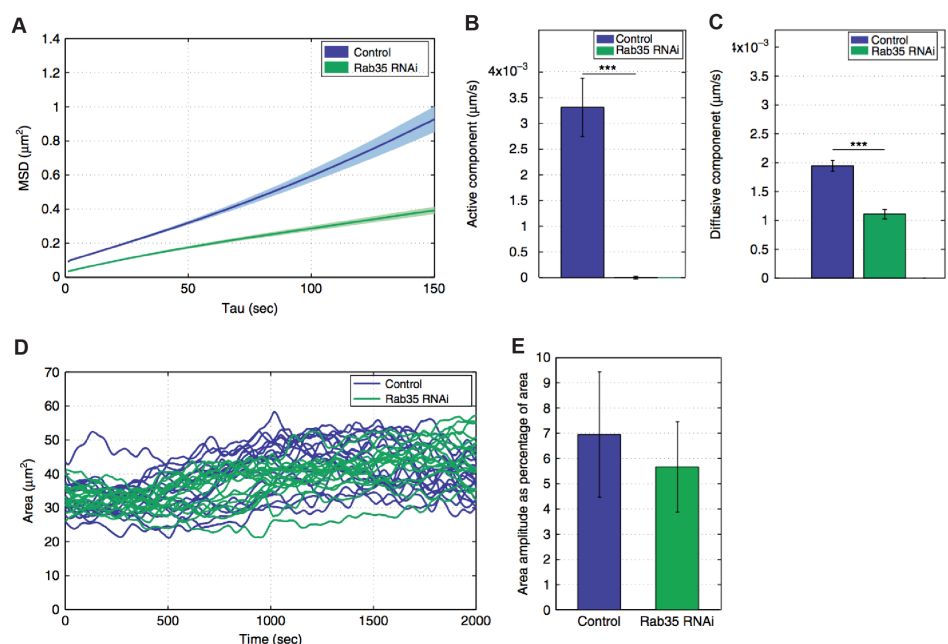 A
MSD (µm²)
1.4
1.2
1
0.8
0.6
0.4
0.2
0
0
50
100
150
Tau (sec)
Control
Rab35 RNAi
B
Active component (µm/s)
4×10⁻³
3.5
3
2.5
2
1.5
1
0.5
0
Control
Rab35 RNAi
***
C
Diffusive componenet (µm/s)
4×10⁻³
3.5
3
2.5
2
1.5
1
0.5
0
Control
Rab35 RNAi
***
D
Area (µm²)
70
60
50
40
30
20
10
0
0
500
1000
1500
2000
Time (sec)
Control
Rab35 RNAi
E
Area amplitude as percentage of area
10
9
8
7
6
5
4
3
2
1
0
Control
Rab35 RNAi